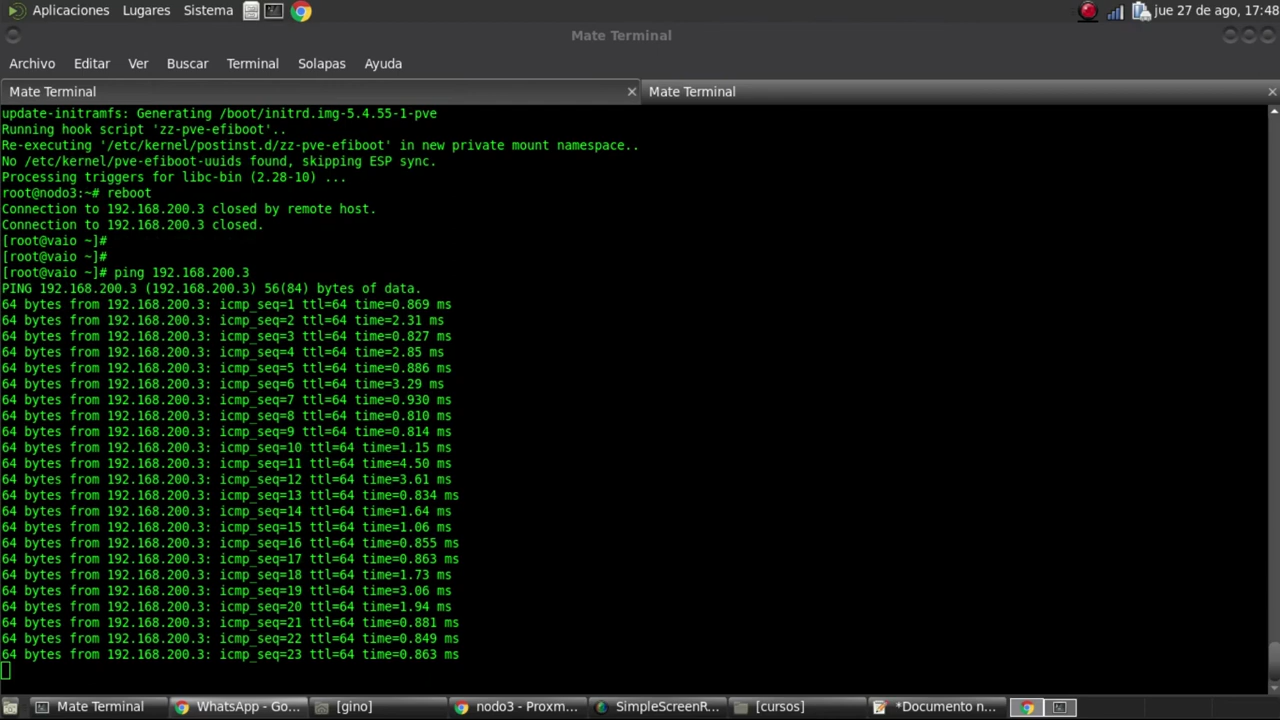 Aplicaciones Lugares Sistema jue 27 de ago, 17:48
Mate Terminal
Archivo Editar Ver Buscar Terminal Solapas Ayuda
Mate Terminal Mate Terminal
update-initramfs: Generating /boot/initrd.img-5.4.55-1-pve
Running hook script 'zz-pve-efiboot'..
Re-executing '/etc/kernel/postinst.d/zz-pve-efiboot' in new private mount namespace..
No /etc/kernel/pve-efiboot-uuids found, skipping ESP sync.
Processing triggers for libc-bin (2.28-10) ...
root@nodo3:~# reboot
Connection to 192.168.200.3 closed by remote host.
Connection to 192.168.200.3 closed.
[root@vaio ~]#
[root@vaio ~]#
[root@vaio ~]# ping 192.168.200.3
PING 192.168.200.3 (192.168.200.3) 56(84) bytes of data.
64 bytes from 192.168.200.3: icmp_seq=1 ttl=64 time=0.869 ms
64 bytes from 192.168.200.3: icmp_seq=2 ttl=64 time=2.31 ms
64 bytes from 192.168.200.3: icmp_seq=3 ttl=64 time=0.827 ms
64 bytes from 192.168.200.3: icmp_seq=4 ttl=64 time=2.85 ms
64 bytes from 192.168.200.3: icmp_seq=5 ttl=64 time=0.886 ms
64 bytes from 192.168.200.3: icmp_seq=6 ttl=64 time=3.29 ms
64 bytes from 192.168.200.3: icmp_seq=7 ttl=64 time=0.930 ms
64 bytes from 192.168.200.3: icmp_seq=8 ttl=64 time=0.810 ms
64 bytes from 192.168.200.3: icmp_seq=9 ttl=64 time=0.814 ms
64 bytes from 192.168.200.3: icmp_seq=10 ttl=64 time=1.15 ms
64 bytes from 192.168.200.3: icmp_seq=11 ttl=64 time=4.50 ms
64 bytes from 192.168.200.3: icmp_seq=12 ttl=64 time=3.61 ms
64 bytes from 192.168.200.3: icmp_seq=13 ttl=64 time=0.834 ms
64 bytes from 192.168.200.3: icmp_seq=14 ttl=64 time=1.64 ms
64 bytes from 192.168.200.3: icmp_seq=15 ttl=64 time=1.06 ms
64 bytes from 192.168.200.3: icmp_seq=16 ttl=64 time=0.855 ms
64 bytes from 192.168.200.3: icmp_seq=17 ttl=64 time=0.863 ms
64 bytes from 192.168.200.3: icmp_seq=18 ttl=64 time=1.73 ms
64 bytes from 192.168.200.3: icmp_seq=19 ttl=64 time=3.06 ms
64 bytes from 192.168.200.3: icmp_seq=20 ttl=64 time=1.94 ms
64 bytes from 192.168.200.3: icmp_seq=21 ttl=64 time=0.881 ms
64 bytes from 192.168.200.3: icmp_seq=22 ttl=64 time=0.849 ms
64 bytes from 192.168.200.3: icmp_seq=23 ttl=64 time=0.863 ms
Mate Terminal WhatsApp - Go... [gino] nodo3 - Proxm... SimpleScreenR... [cursos] *Documento n...